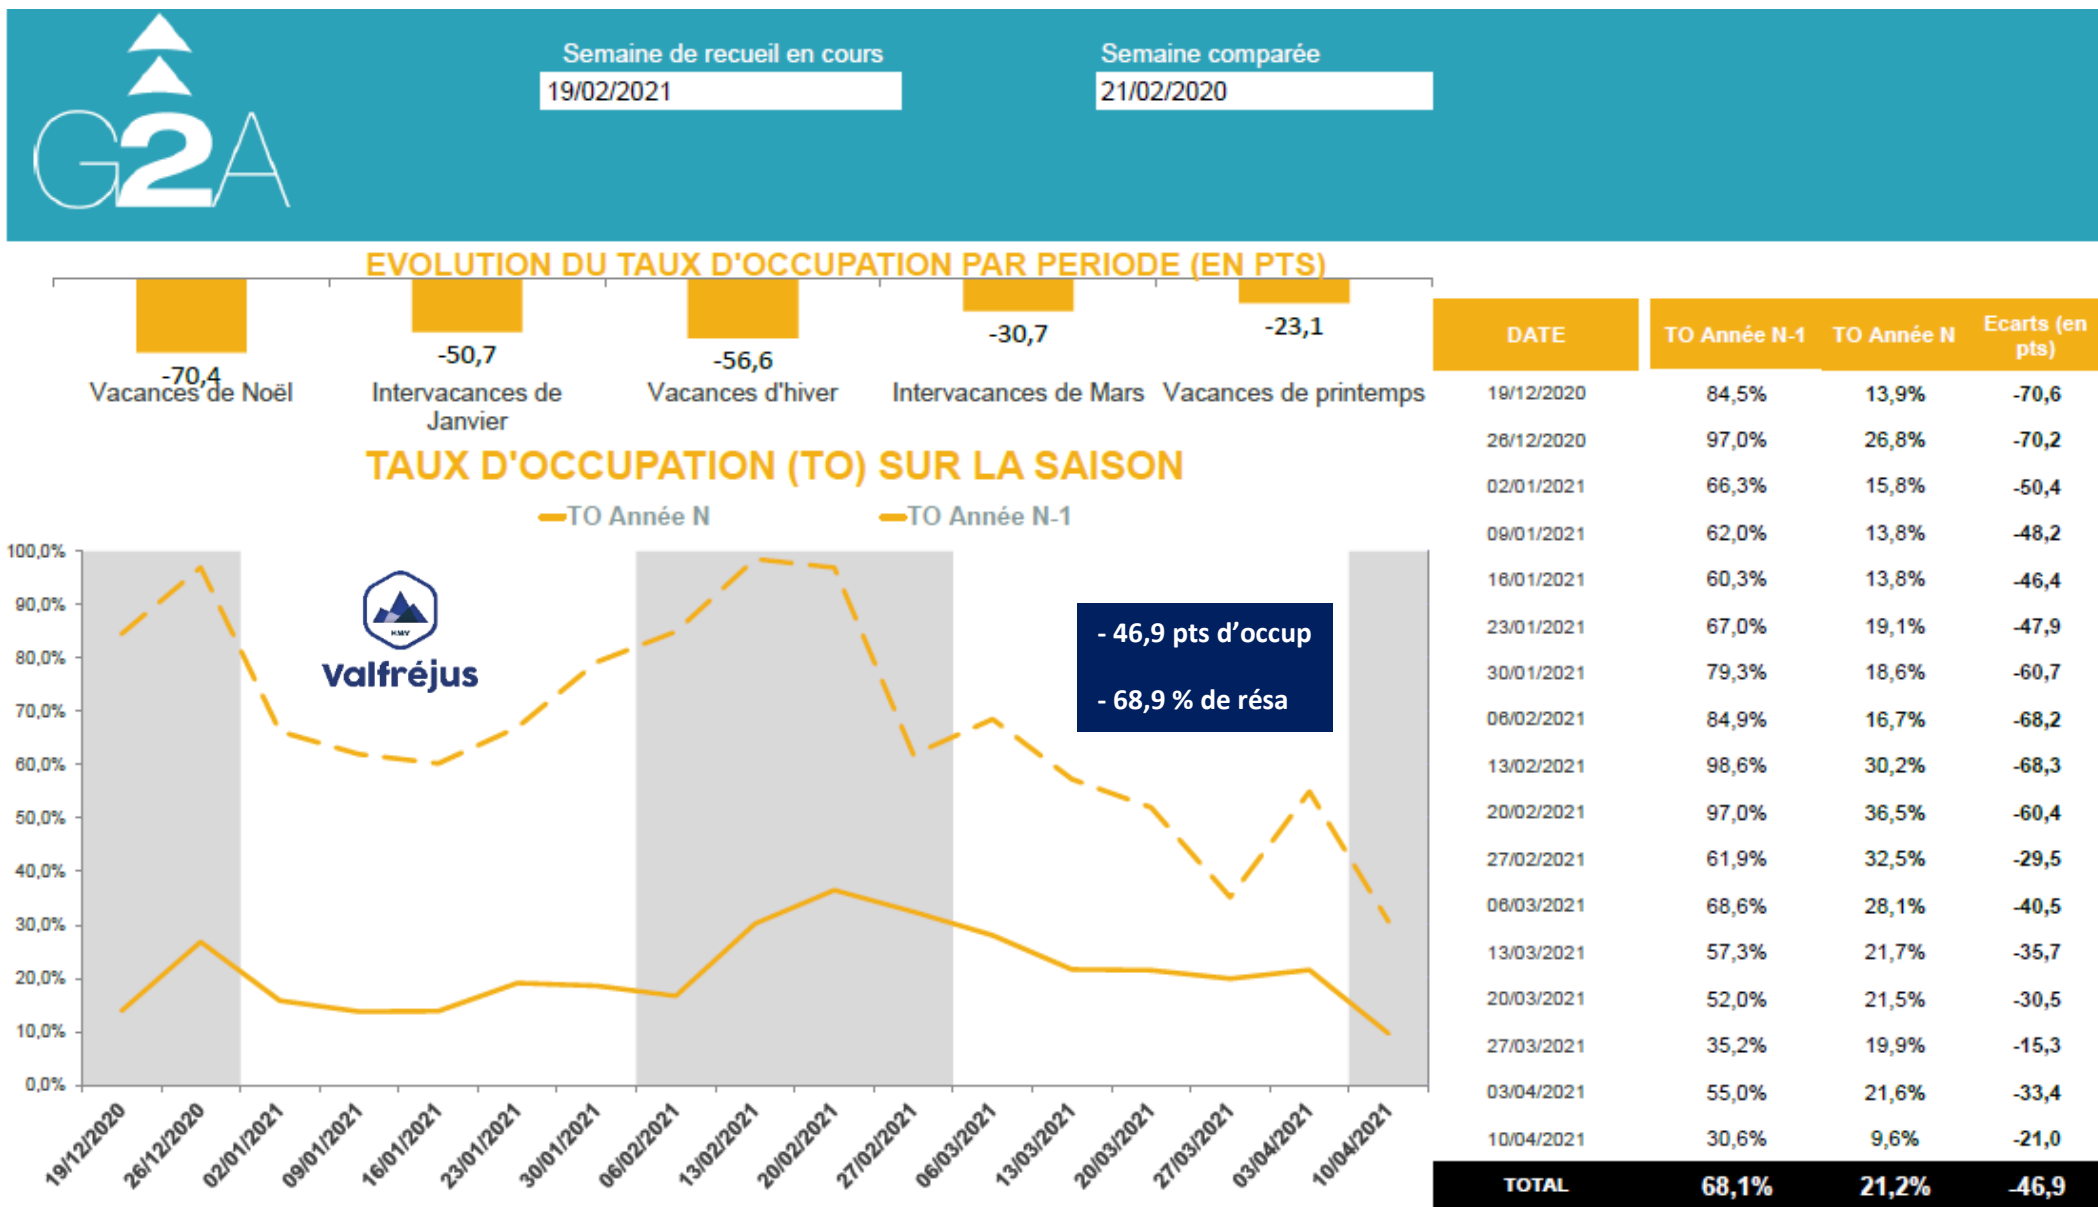 G2A
Semaine de recueil en cours
Semaine comparée
19/02/2021
21/02/2020
EVOLUTION DU TAUX D'OCCUPATION PAR PERIODE (EN PTS)
-70,4
-50,7
-56,6
-30,7
-23,1
Vacances de Noël
Intervacances de
Janvier
Vacances d'hiver
Intervacances de Mars
Vacances de printemps
TAUX D'OCCUPATION (TO) SUR LA SAISON
TO Année N
TO Année N-1
100,0%
90,0%
80,0%
70,0%
60,0%
50,0%
40,0%
30,0%
20,0%
10,0%
0,0%
HMV
Valfréjus
- 46,9 pts d’occup
- 68,9 % de résa
19/12/2020
26/12/2020
02/01/2021
09/01/2021
16/01/2021
23/01/2021
30/01/2021
06/02/2021
13/02/2021
20/02/2021
27/02/2021
06/03/2021
13/03/2021
20/03/2021
27/03/2021
03/04/2021
10/04/2021
DATE TO Année N-1 TO Année N Ecarts (en
pts)
19/12/2020 84,5% 13,9% -70,6
26/12/2020 97,0% 26,8% -70,2
02/01/2021 66,3% 15,8% -50,4
09/01/2021 62,0% 13,8% -48,2
16/01/2021 60,3% 13,8% -46,4
23/01/2021 67,0% 19,1% -47,9
30/01/2021 79,3% 18,6% -60,7
06/02/2021 84,9% 16,7% -68,2
13/02/2021 98,6% 30,2% -68,3
20/02/2021 97,0% 36,5% -60,4
27/02/2021 61,9% 32,5% -29,5
06/03/2021 68,6% 28,1% -40,5
13/03/2021 57,3% 21,7% -35,7
20/03/2021 52,0% 21,5% -30,5
27/03/2021 35,2% 19,9% -15,3
03/04/2021 55,0% 21,6% -33,4
10/04/2021 30,6% 9,6% -21,0
TOTAL 68,1% 21,2% -46,9